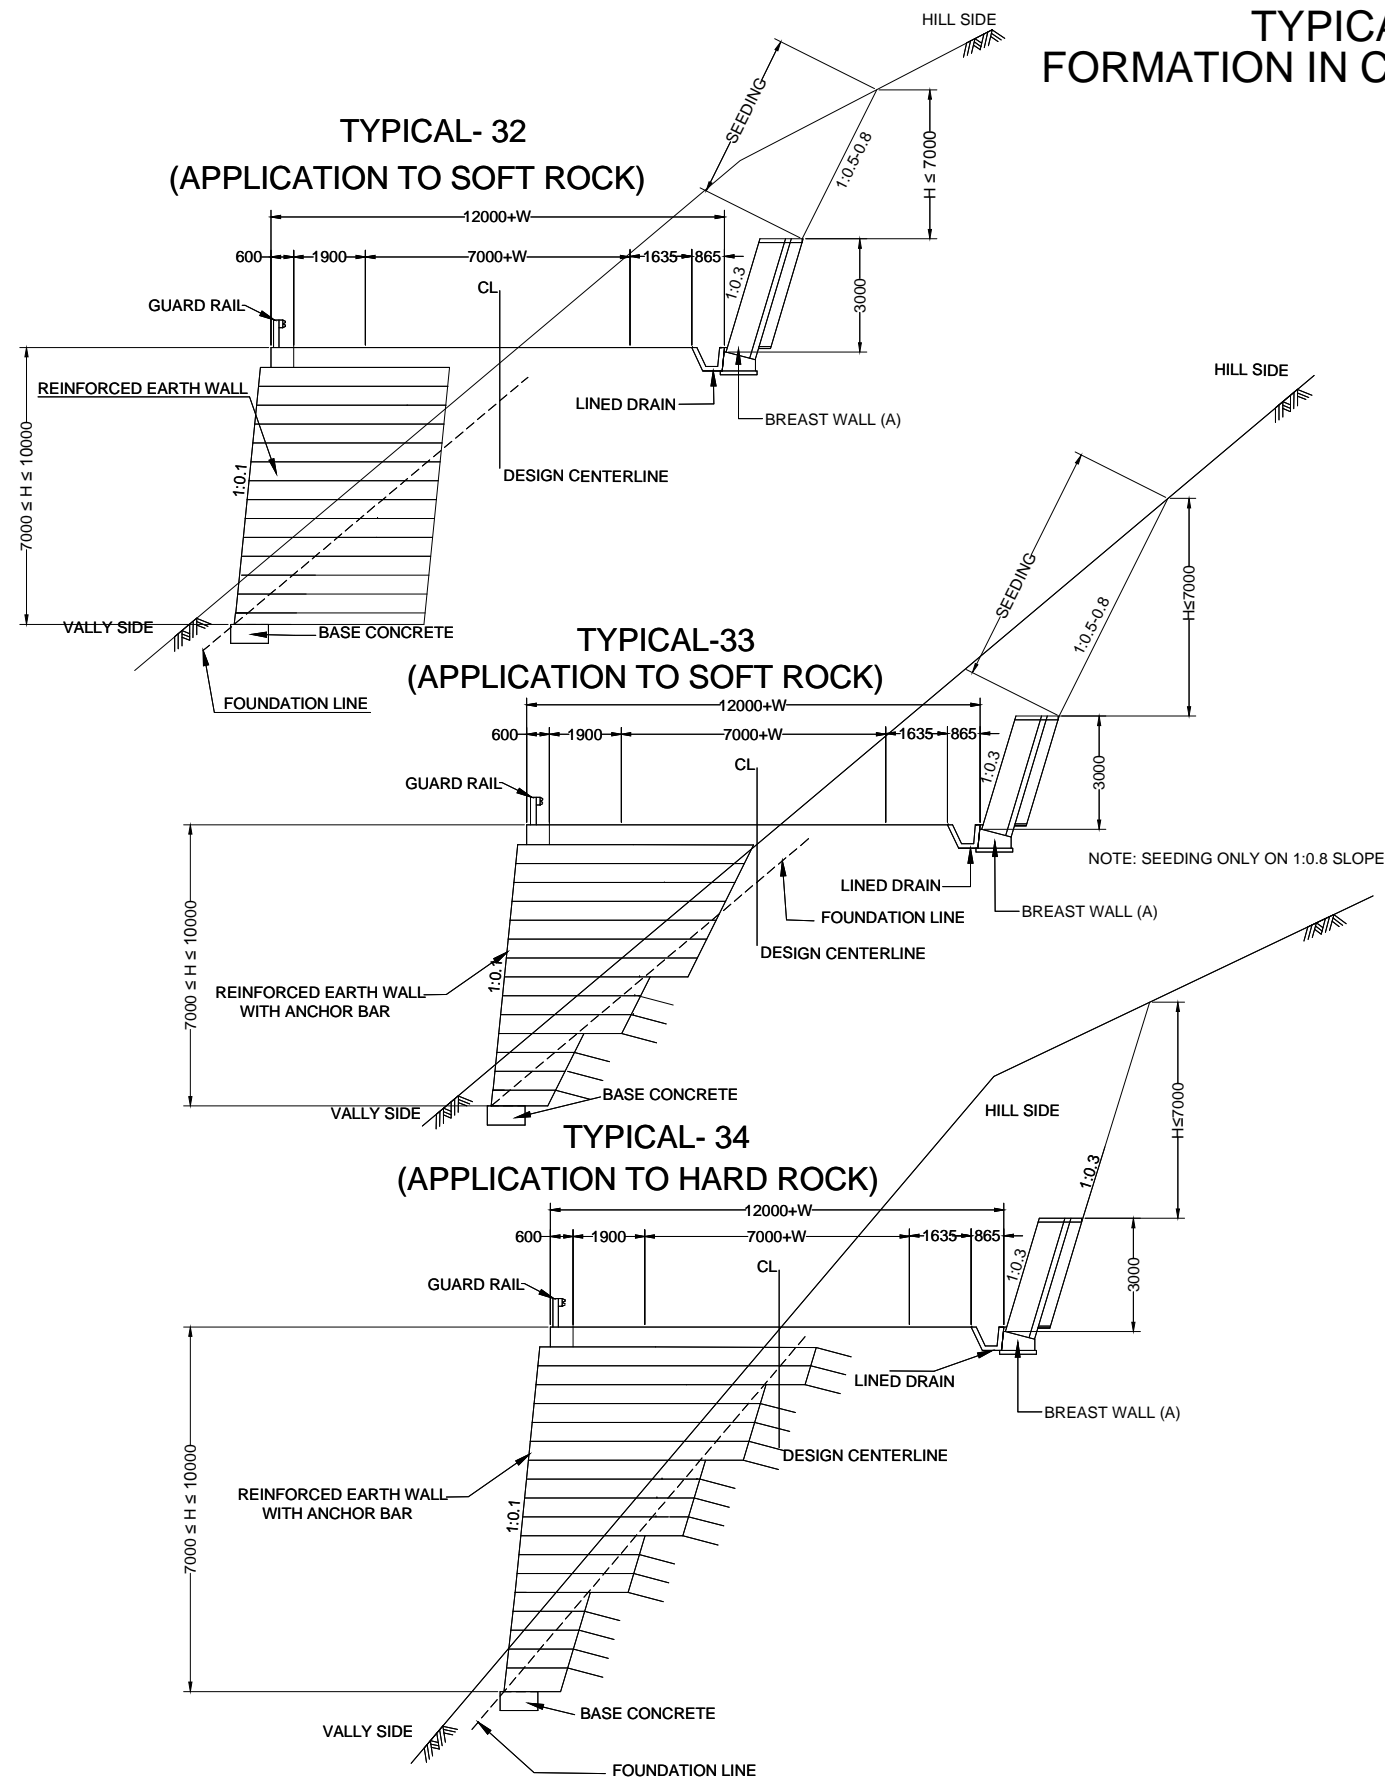 TYPICA
FORMATION IN C
HILL SIDE
SEEDING
1:0.5-0.8
H ≤ 7000
TYPICAL- 32
(APPLICATION TO SOFT ROCK)
12000+W
600
1900
7000+W
1635
865
CL
1:0.3
3000
GUARD RAIL
REINFORCED EARTH WALL
LINED DRAIN
BREAST WALL (A)
7000 ≤ H ≤ 10000
1:0.1
DESIGN CENTERLINE
VALLY SIDE
BASE CONCRETE
FOUNDATION LINE
HILL SIDE
SEEDING
1:0.5-0.8
H≤7000
TYPICAL-33
(APPLICATION TO SOFT ROCK)
12000+W
600
1900
7000+W
1635
865
CL
1:0.3
3000
GUARD RAIL
NOTE: SEEDING ONLY ON 1:0.8 SLOPE
LINED DRAIN
BREAST WALL (A)
FOUNDATION LINE
DESIGN CENTERLINE
7000 ≤ H ≤ 10000
1:0.1
REINFORCED EARTH WALL
WITH ANCHOR BAR
BASE CONCRETE
VALLY SIDE
HILL SIDE
H≤7000
1:0.3
TYPICAL- 34
(APPLICATION TO HARD ROCK)
12000+W
600
1900
7000+W
1635
865
CL
1:0.3
3000
GUARD RAIL
LINED DRAIN
BREAST WALL (A)
DESIGN CENTERLINE
7000 ≤ H ≤ 10000
1:0.1
REINFORCED EARTH WALL
WITH ANCHOR BAR
BASE CONCRETE
VALLY SIDE
FOUNDATION LINE